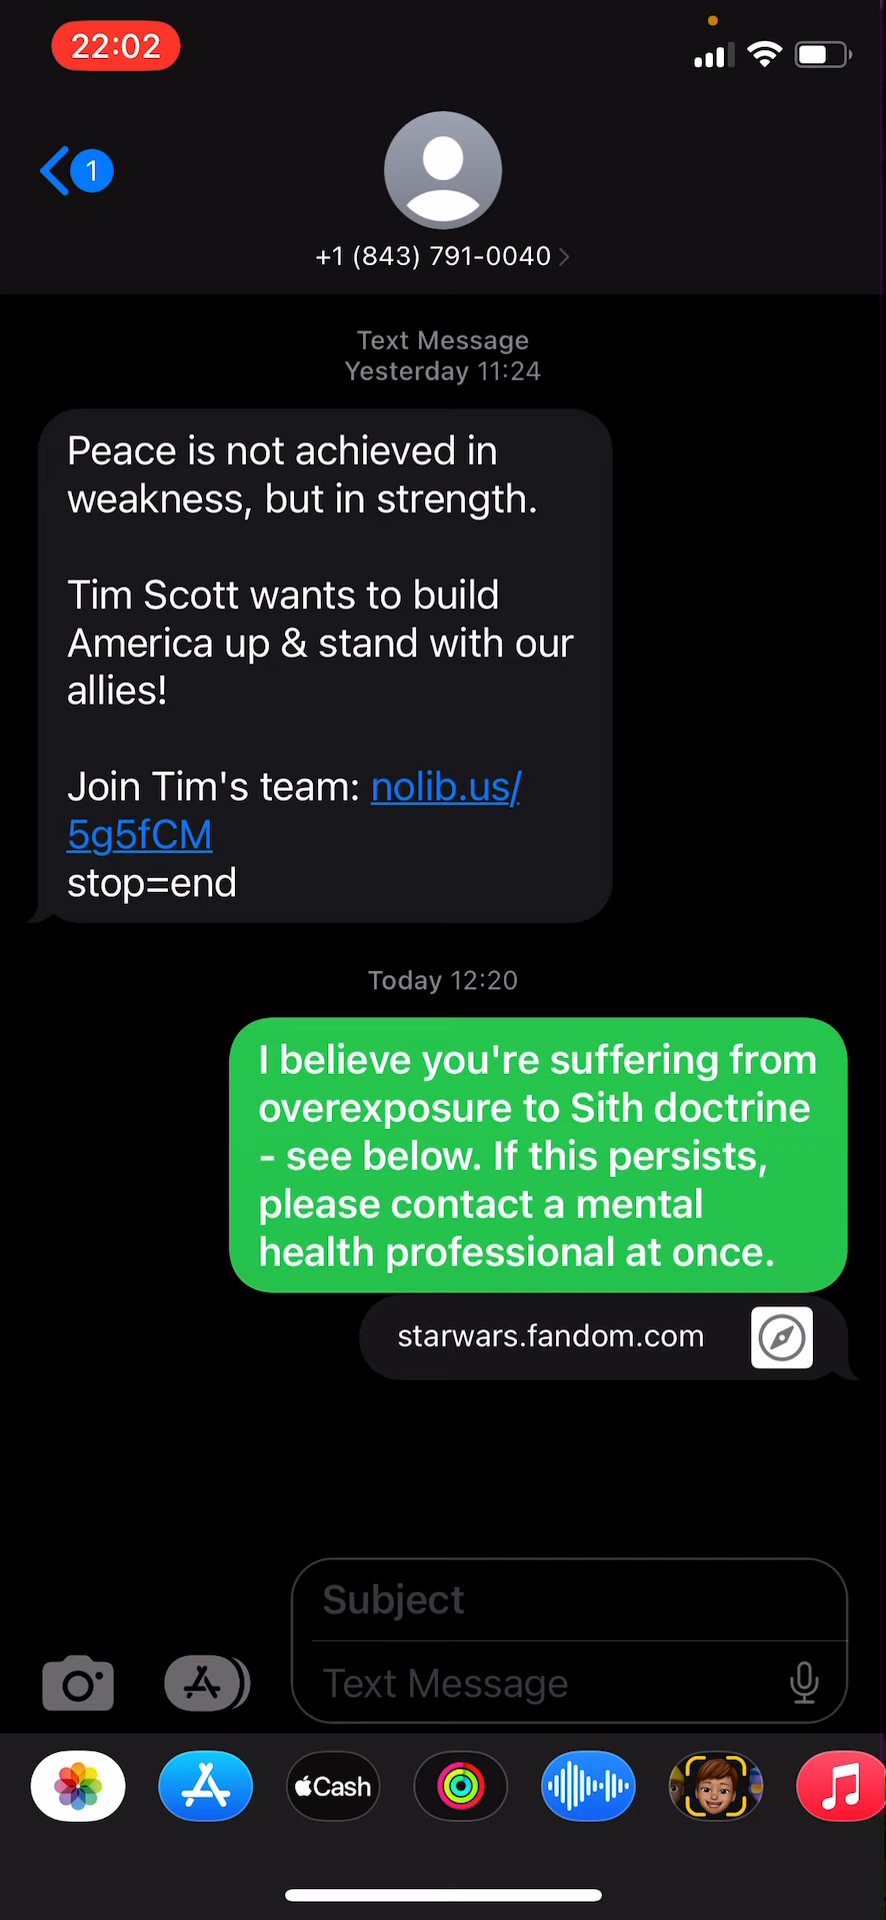 22:02
1
+1 (843) 791-0040
Text Message
Yesterday 11:24
Peace is not achieved in
weakness, but in strength.
Tim Scott wants to build
America up & stand with our
allies!
Join Tim's team: nolib.us/
5g5fCM
stop=end
Today 12:20
I believe you're suffering from
overexposure to Sith doctrine
- see below. If this persists,
please contact a mental
health professional at once.
starwars.fandom.com
Subject
Text Message
Cash